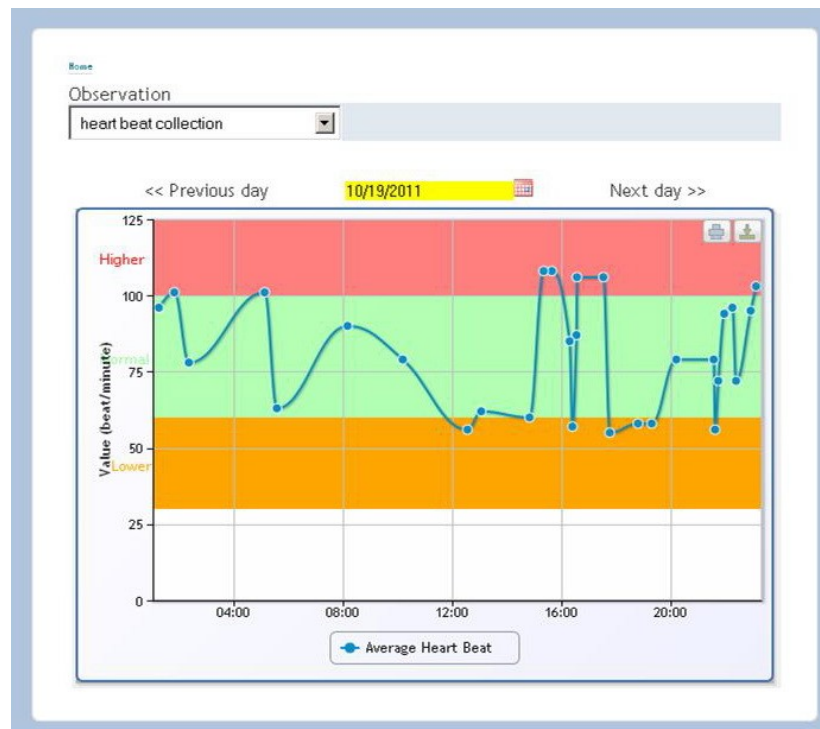 Home
Observation
heart beat collection
<< Previous day 10/19/2011 Next day >>
125
Higher
100
Normal
75
Value (beat/minute)
50
Lower
25
0
04:00 08:00 12:00 16:00 20:00
Average Heart Beat